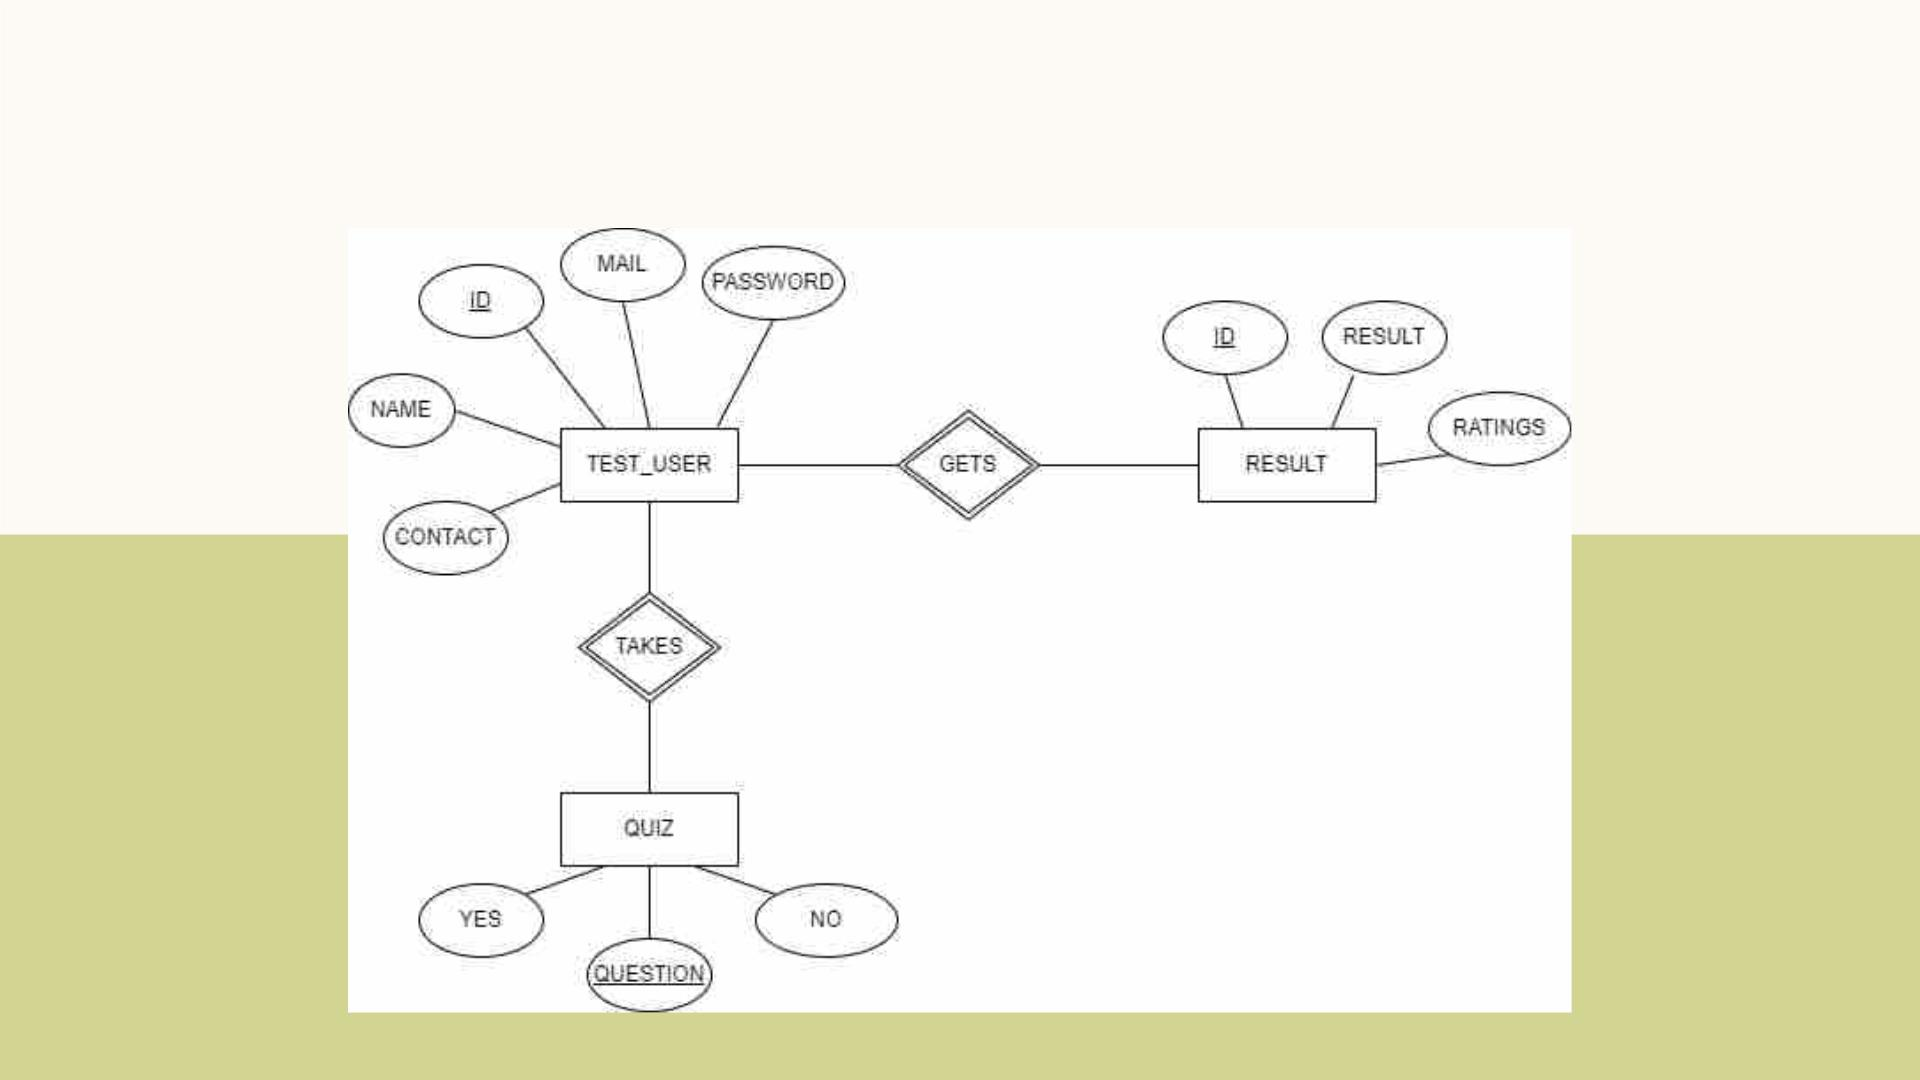 MAIL
PASSWORD
ID
ID
RESULT
NAME
RATINGS
TEST_USER
GETS
RESULT
CONTACT
TAKES
QUIZ
YES
NO
QUESTION